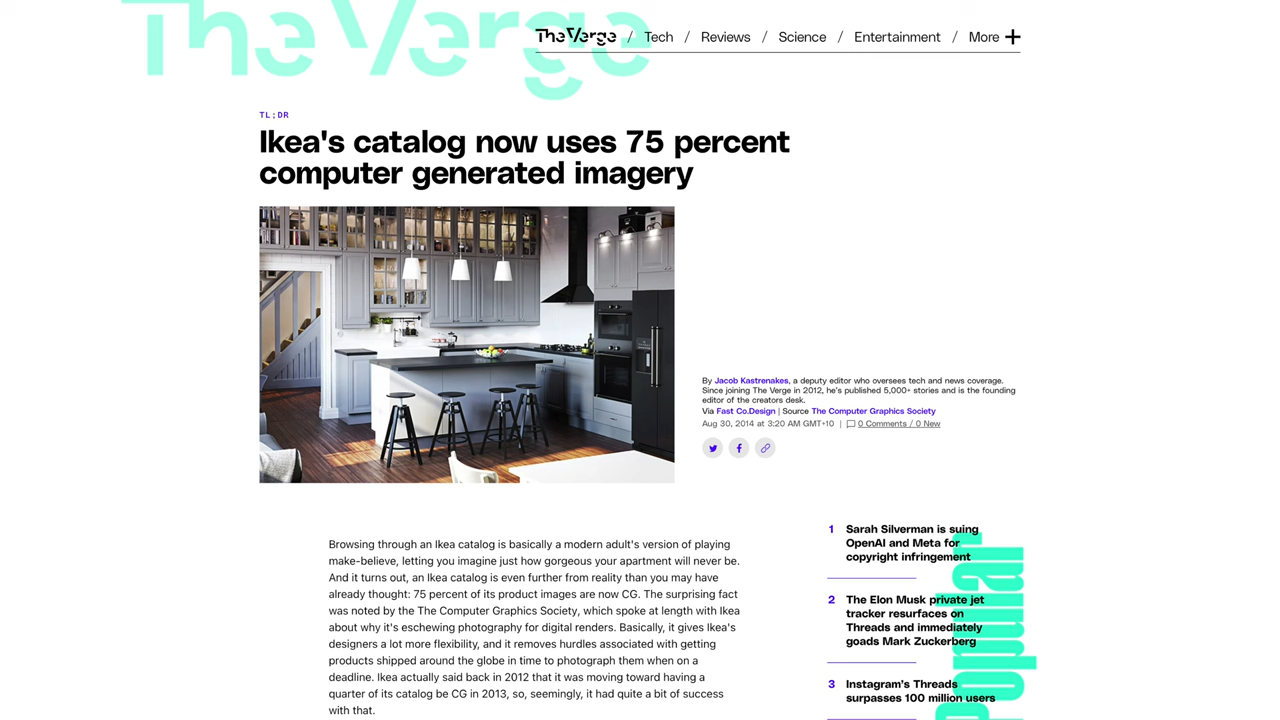 The Verge
The Verge / Tech / Reviews / Science / Entertainment / More +
TL;DR
Ikea's catalog now uses 75 percent
computer generated imagery
By Jacob Kastrenakes, a deputy editor who oversees tech and news coverage.
Since joining The Verge in 2012, he's published 5,000+ stories and is the founding
editor of the creators desk.
Via Fast Co.Design | Source The Computer Graphics Society
Aug 30, 2014 at 3:20 AM GMT+10 | 0 Comments / 0 New
Browsing through an Ikea catalog is basically a modern adult's version of playing
make-believe, letting you imagine just how gorgeous your apartment will never be.
And it turns out, an Ikea catalog is even further from reality than you may have
already thought: 75 percent of its product images are now CG. The surprising fact
was noted by the The Computer Graphics Society, which spoke at length with Ikea
about why it's eschewing photography for digital renders. Basically, it gives Ikea's
designers a lot more flexibility, and it removes hurdles associated with getting
products shipped around the globe in time to photograph them when on a
deadline. Ikea actually said back in 2012 that it was moving toward having a
quarter of its catalog be CG in 2013, so, seemingly, it had quite a bit of success
with that.
Popular
1 Sarah Silverman is suing
OpenAI and Meta for
copyright infringement
2 The Elon Musk private jet
tracker resurfaces on
Threads and immediately
goads Mark Zuckerberg
3 Instagram's Threads
surpasses 100 million users